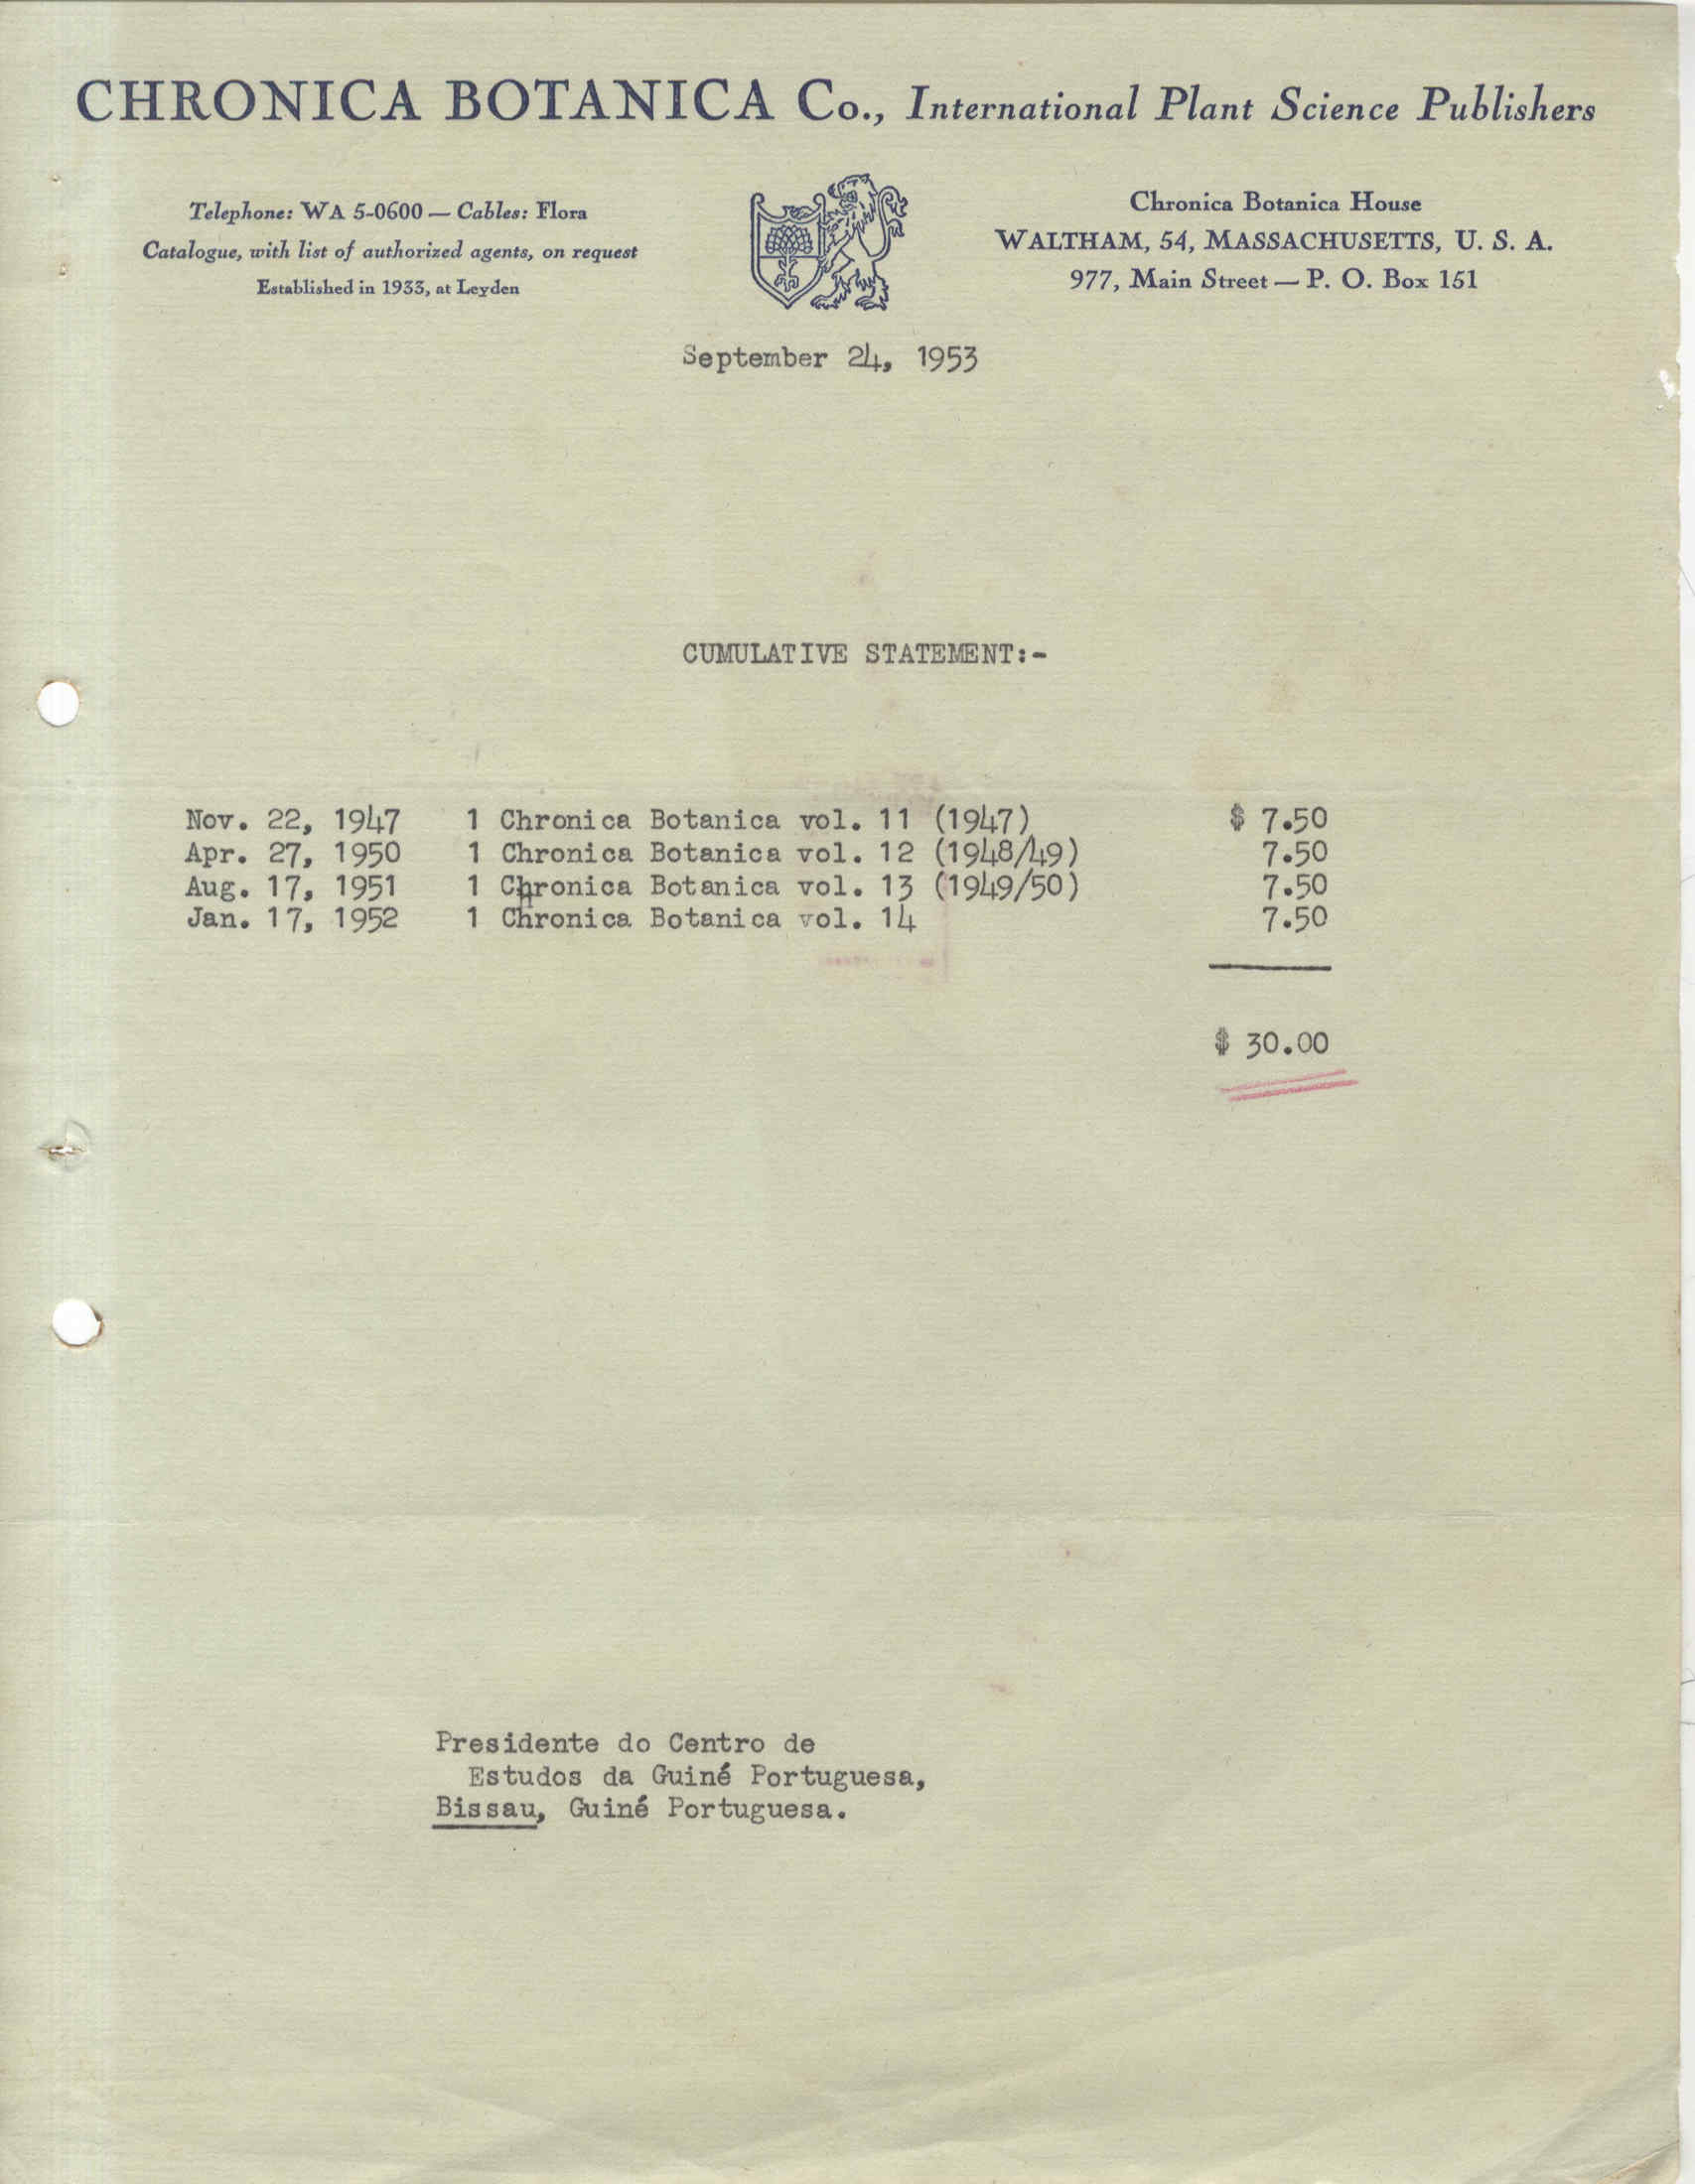 CHRONICA BOTANICA Co., International Plant Science Publishers
Telephone: WA 5-0600 — Cables: Flora
Catalogue, with list of authorized agents, on request
Established in 1933, at Leyden
Chronica Botanica House
WALTHAM, 54, MASSACHUSETTS, U. S. A.
977, Main Street — P. O. Box 151
September 24, 1953
CUMULATIVE STATEMENT:-
Nov. 22, 1947 1 Chronica Botanica vol. 11 (1947) $ 7.50
Apr. 27, 1950 1 Chronica Botanica vol. 12 (1948/49) 7.50
Aug. 17, 1951 1 Chronica Botanica vol. 13 (1949/50) 7.50
Jan. 17, 1952 1 Chronica Botanica vol. 14 7.50
$ 30.00
Presidente do Centro de
Estudos da Guiné Portuguesa,
Bissau, Guiné Portuguesa.